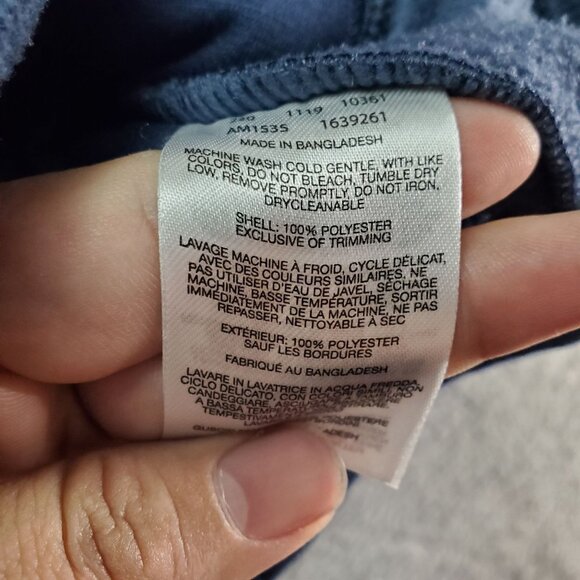 1119 10361
AM1535 1639261
MADE IN BANGLADESH
MACHINE WASH COLD GENTLE, WITH LIKE
COLORS, DO NOT BLEACH, TUMBLE DRY
LOW, REMOVE PROMPTLY, DO NOT IRON,
DRYCLEANABLE
SHELL: 100% POLYESTER
EXCLUSIVE OF TRIMMING
LAVAGE MACHINE À FROID, CYCLE DÉLICAT,
AVEC DES COULEURS SIMILAIRES, NE
PAS UTILISER D'EAU DE JAVEL, SÉCHAGE
MACHINE, BASSE TEMPÉRATURE, SORTIR
IMMÉDIATEMENT DE LA MACHINE, NE PAS
REPASSER, NETTOYABLE À SEC
EXTÉRIEUR: 100% POLYESTER
SAUF LES BORDURES
FABRIQUÉ AU BANGLADESH
LAVARE IN LAVATRICE IN ACQUA FREDDA,
CICLO DELICATO, CON COLORI SIMILI, NON
CANDEGGIARE,
A BASSA